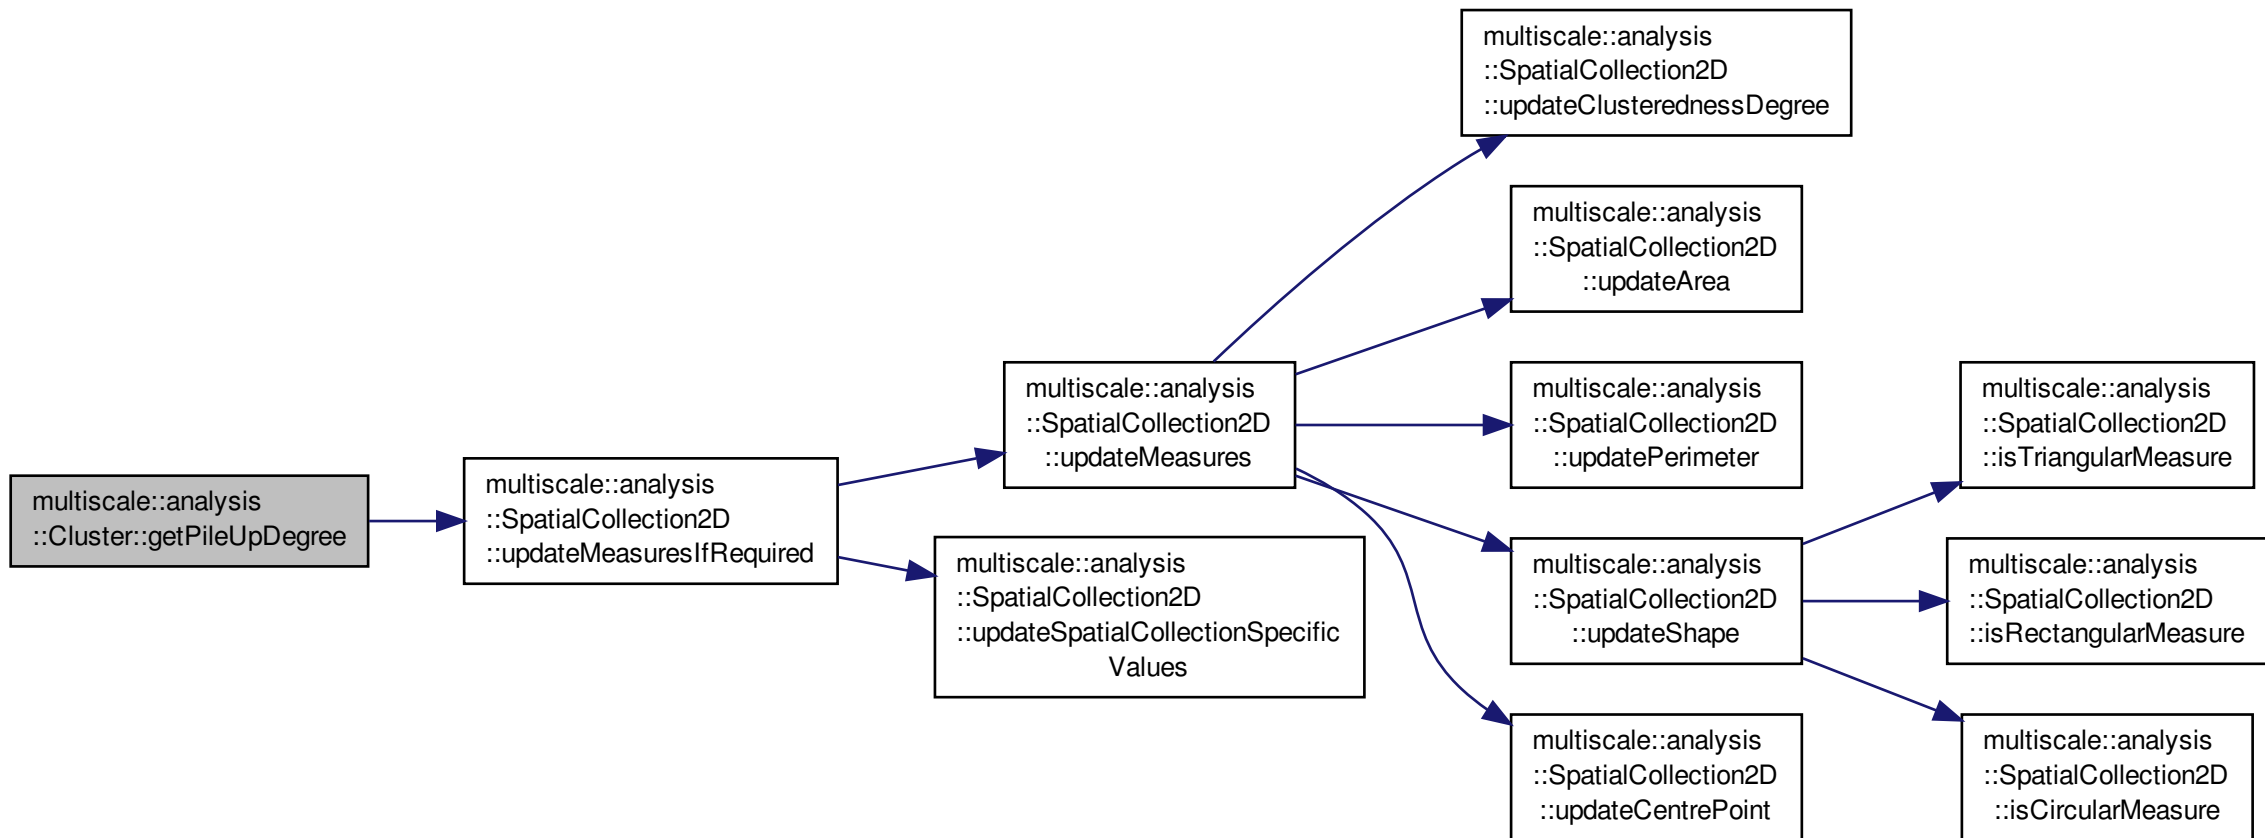 multiscale::analysis
::Cluster::getPileUpDegree
multiscale::analysis
::SpatialCollection2D
::updateMeasuresIfRequired
multiscale::analysis
::SpatialCollection2D
::updateMeasures
multiscale::analysis
::SpatialCollection2D
::updateSpatialCollectionSpecific
Values
multiscale::analysis
::SpatialCollection2D
::updateClusterednessDegree
multiscale::analysis
::SpatialCollection2D
::updateArea
multiscale::analysis
::SpatialCollection2D
::updatePerimeter
multiscale::analysis
::SpatialCollection2D
::updateShape
multiscale::analysis
::SpatialCollection2D
::updateCentrePoint
multiscale::analysis
::SpatialCollection2D
::isTriangularMeasure
multiscale::analysis
::SpatialCollection2D
::isRectangularMeasure
multiscale::analysis
::SpatialCollection2D
::isCircularMeasure